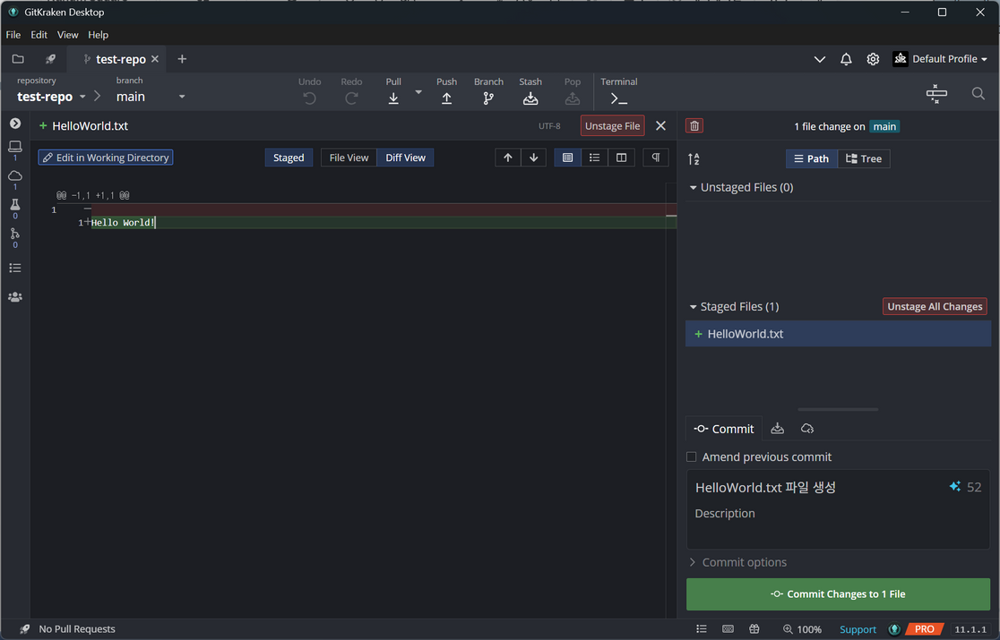 GitKraken Desktop
File Edit View Help
test-repo
Default Profile
repository branch
test-repo main
Undo Redo Pull Push Branch Stash Pop Terminal
HelloWorld.txt UTF-8 Unstage File
Edit in Working Directory Staged File View Diff View
@@ -1,1 +1,1 @@
1 −
1 +Hello World!
1
1
0
0
1 file change on main
Path Tree
Unstaged Files (0)
Staged Files (1) Unstage All Changes
+ HelloWorld.txt
Commit
Amend previous commit
HelloWorld.txt 파일 생성 52
Description
Commit options
Commit Changes to 1 File
No Pull Requests 100% Support PRO 11.1.1